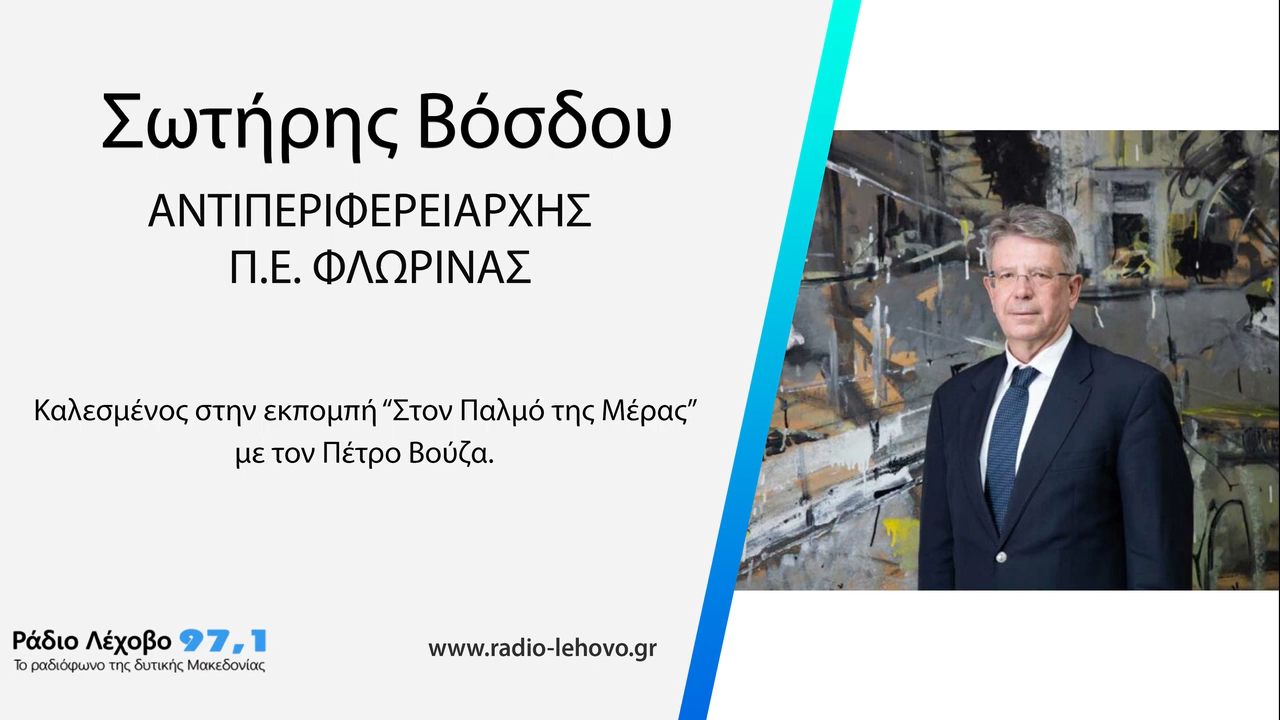 Σωτήρης Βόσδου
ΑΝΤΙΠΕΡΙΦΕΡΕΙΑΡΧΗΣ
Π.Ε. ΦΛΩΡΙΝΑΣ
Καλεσμένος στην εκπομπή “Στον Παλμό της Μέρας”
με τον Πέτρο Βούζα.
Ράδιο Λέχοβο 97,1
Το ραδιόφωνο της δυτικής Μακεδονίας
www.radio-lehovo.gr